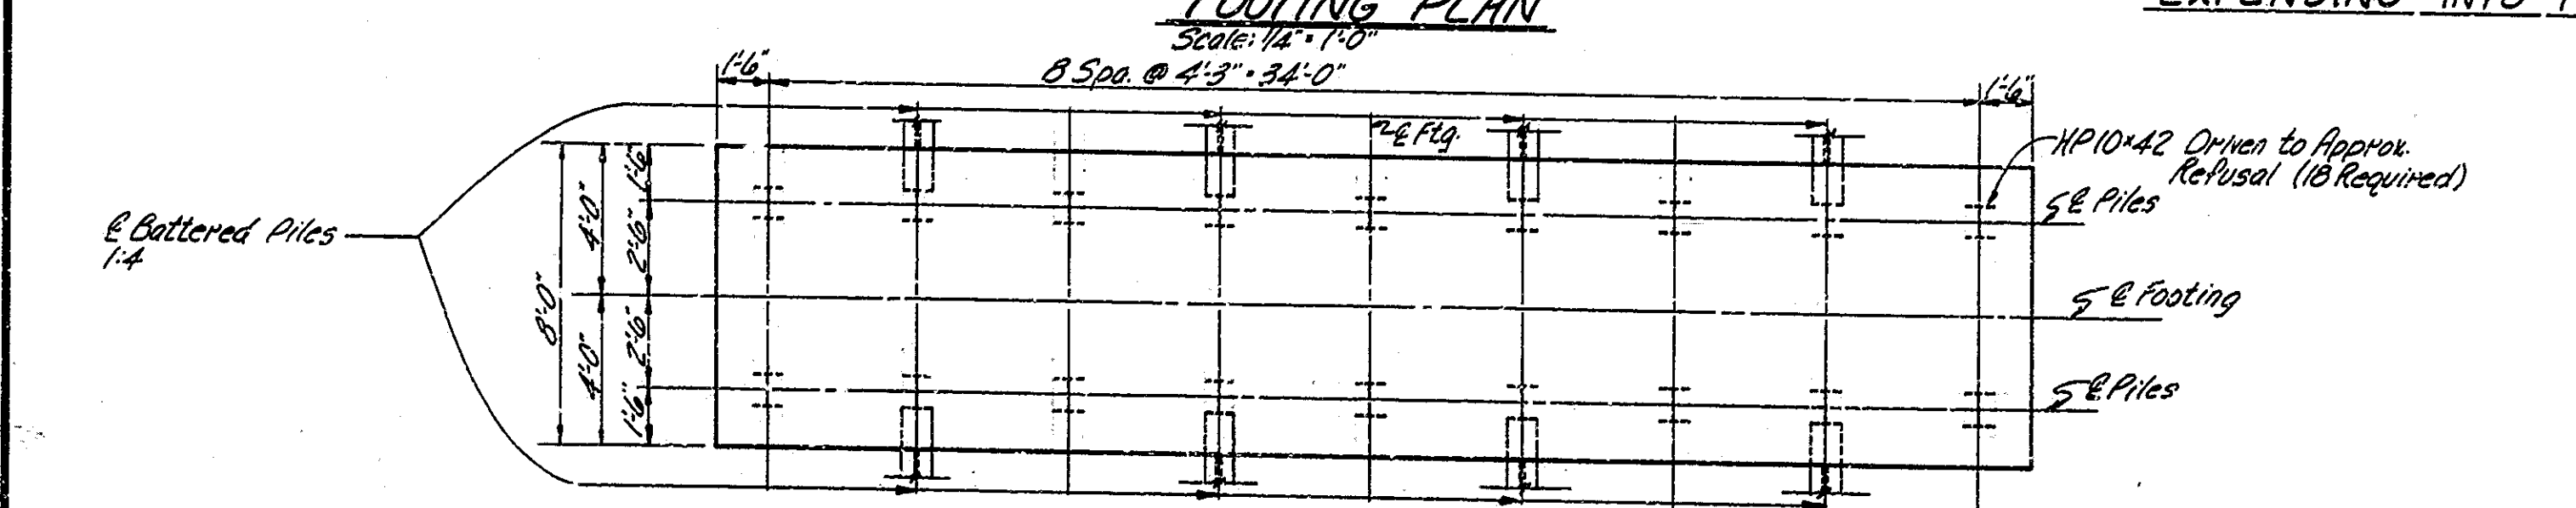 FOOTING PLAN
Scale: 1/4" = 1'-0"
1'-6"
8 Spa. @ 4'-3" = 34'-0"
1'-6"
℄ Ftg.
HP10×42 Driven to Approx.
Refusal (18 Required)
℄ Piles
℄ Battered Piles
1:4
8'-0"
4'-0"
4'-0"
1'-6"
2'-6"
2'-6"
1'-6"
℄ Footing
℄ Piles